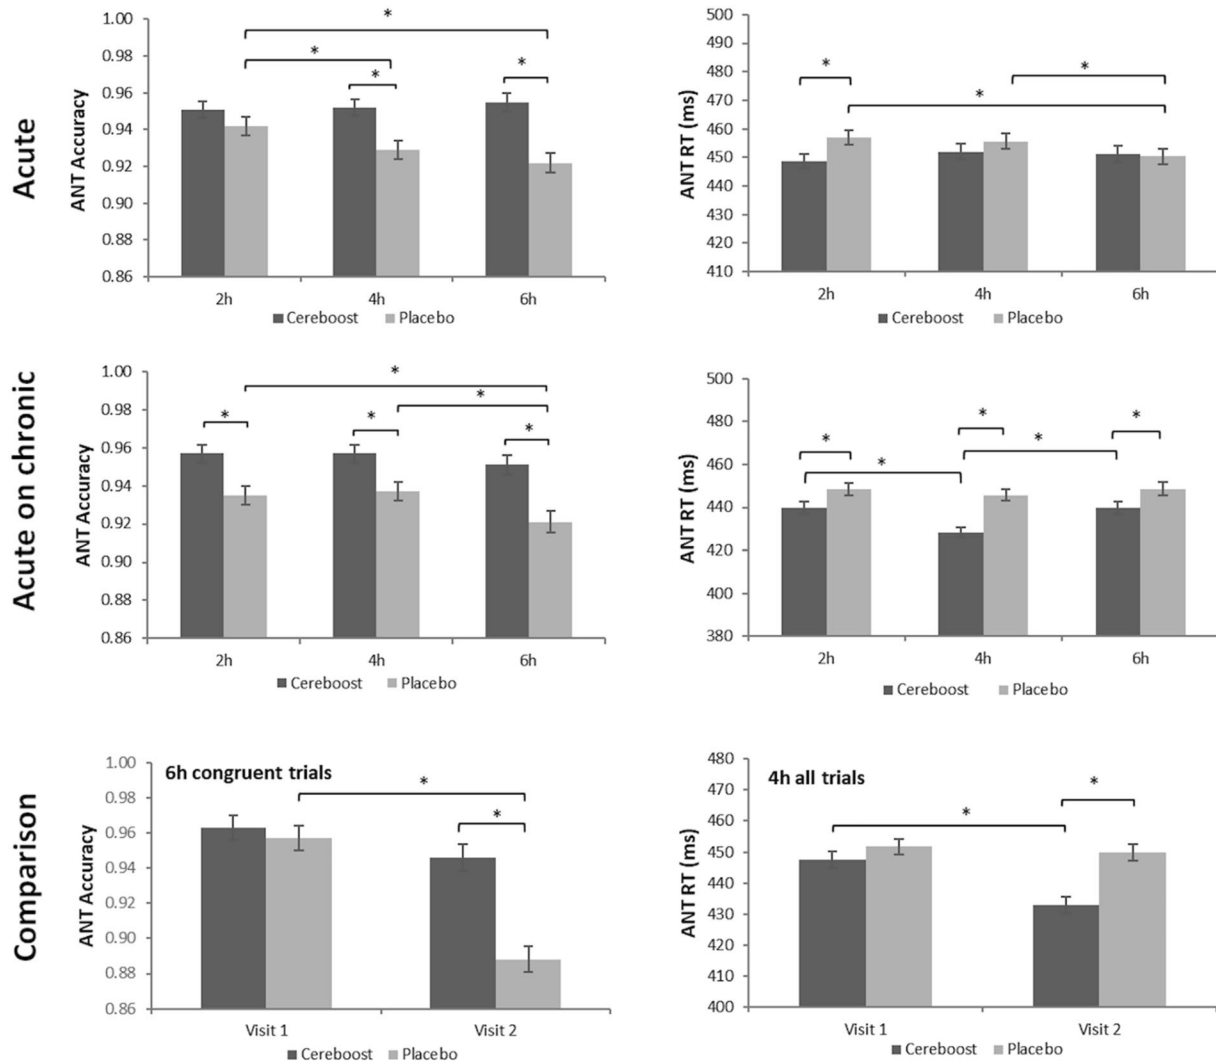 Acute
ANT Accuracy
1.00
0.98
0.96
0.94
0.92
0.90
0.88
0.86
*
*
*
*
2h
4h
6h
Cereboost
Placebo
ANT RT (ms)
500
490
480
470
460
450
440
430
420
410
*
*
*
2h
4h
6h
Cereboost
Placebo
Acute on chronic
ANT Accuracy
1.00
0.98
0.96
0.94
0.92
0.90
0.88
0.86
*
*
*
*
*
2h
4h
6h
Cereboost
Placebo
ANT RT (ms)
500
480
460
440
420
400
380
*
*
*
*
*
2h
4h
6h
Cereboost
Placebo
Comparison
ANT Accuracy
1.00
0.98
0.96
0.94
0.92
0.90
0.88
0.86
6h congruent trials
*
*
Visit 1
Visit 2
Cereboost
Placebo
ANT RT (ms)
480
470
460
450
440
430
420
410
400
4h all trials
*
*
Visit 1
Visit 2
Cereboost
Placebo